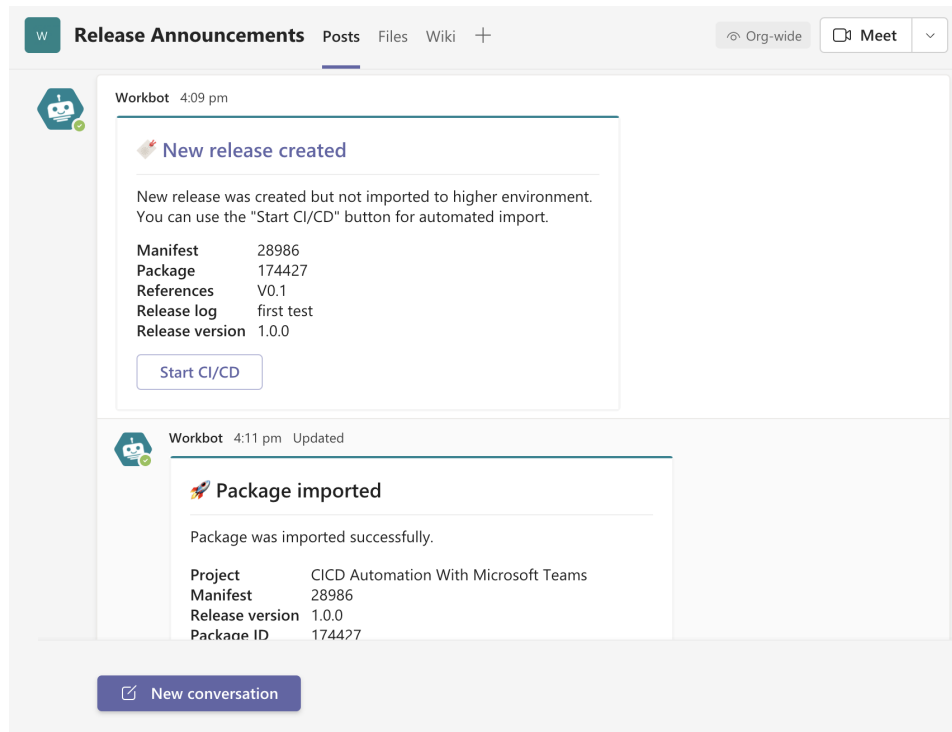 W Release Announcements Posts Files Wiki Org-wide Meet
Workbot 4:09 pm
New release created
New release was created but not imported to higher environment.
You can use the "Start CI/CD" button for automated import.
Manifest 28986
Package 174427
References V0.1
Release log first test
Release version 1.0.0
Start CI/CD
Workbot 4:11 pm Updated
Package imported
Package was imported successfully.
Project CICD Automation With Microsoft Teams
Manifest 28986
Release version 1.0.0
Package ID 174427
New conversation